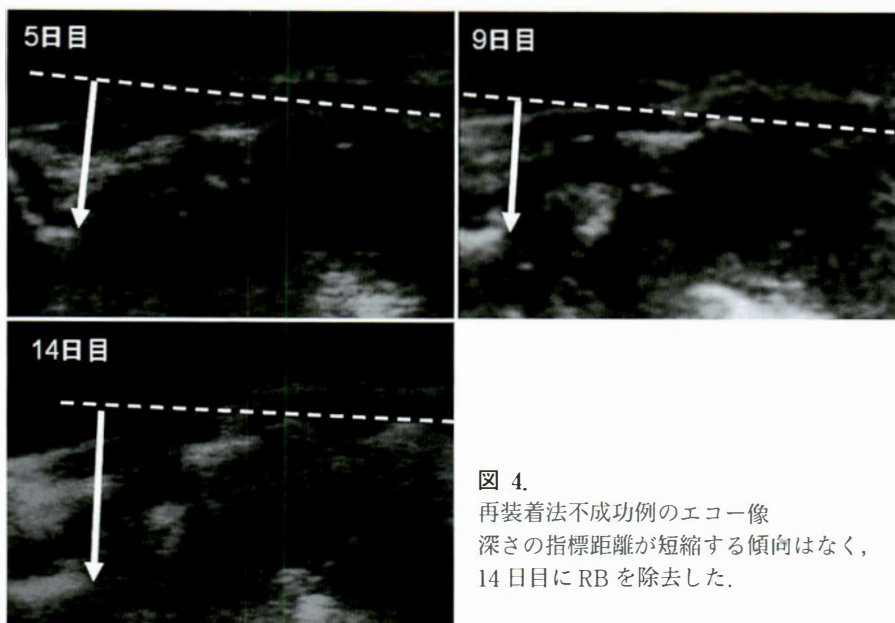 5日目
9日目
14日目
図 4.
再装着法不成功例のエコー像
深さの指標距離が短縮する傾向はなく，
14 日目に RB を除去した．